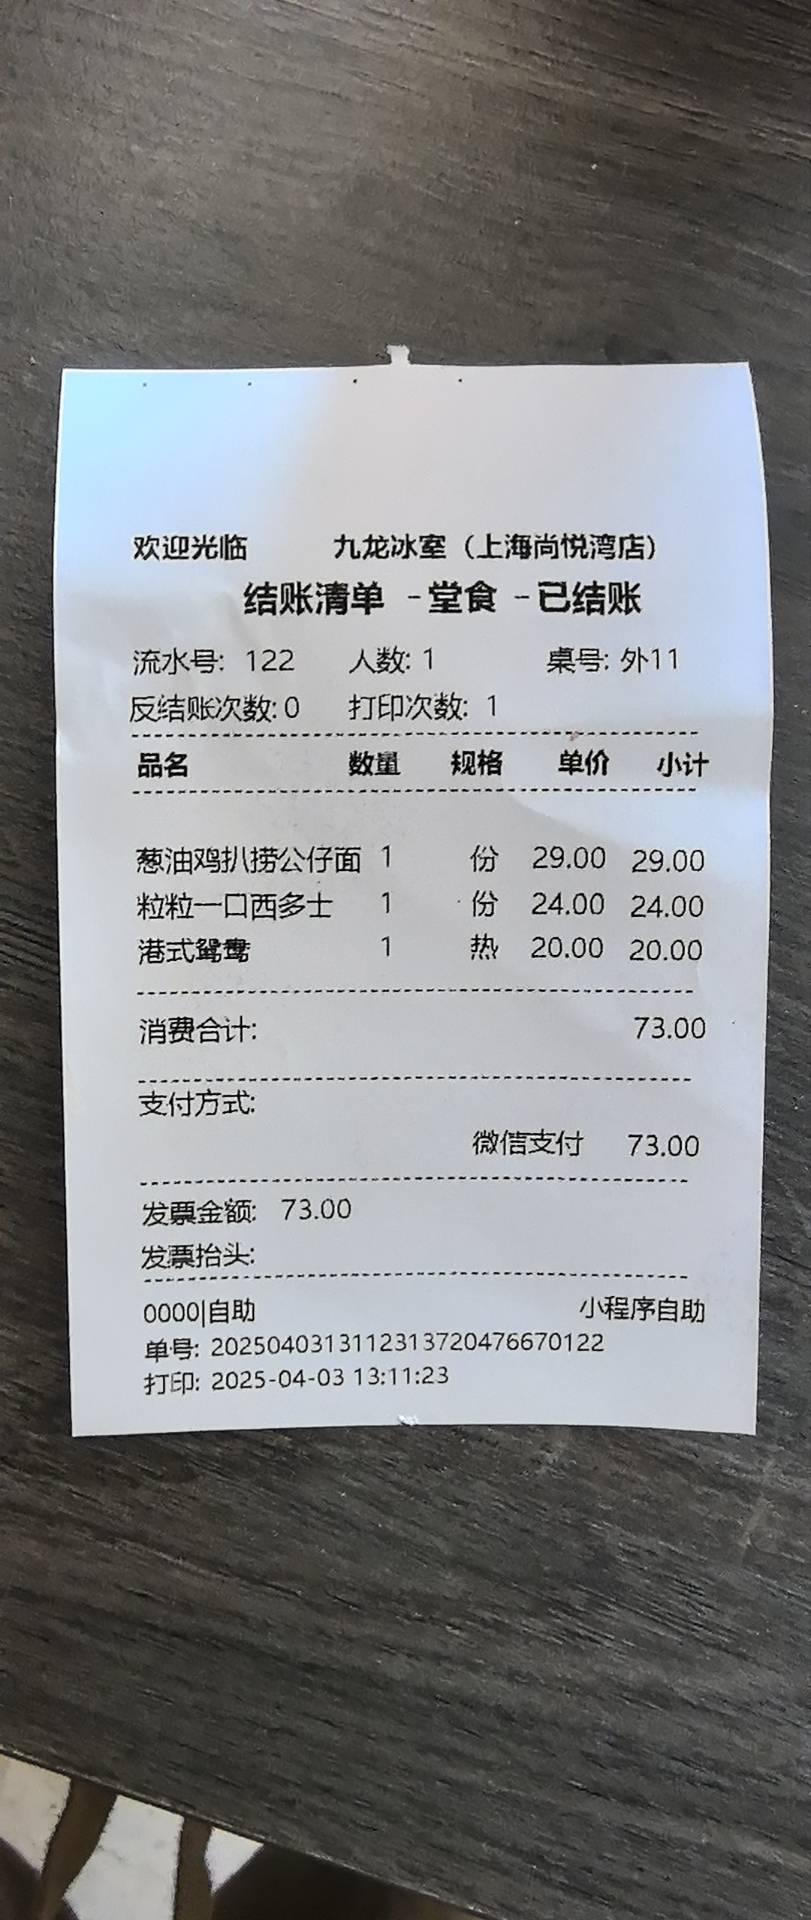 欢迎光临 九龙冰室（上海尚悦湾店）
结账清单 -堂食 -已结账
流水号: 122 人数: 1 桌号: 外11
反结账次数: 0 打印次数: 1
品名 数量 规格 单价 小计
葱油鸡扒捞公仔面 1 份 29.00 29.00
粒粒一口西多士 1 份 24.00 24.00
港式鸳鸯 1 热 20.00 20.00
消费合计: 73.00
支付方式:
微信支付 73.00
发票金额: 73.00
发票抬头:
0000|自助 小程序自助
单号: 2025040313112313720476670122
打印: 2025-04-03 13:11:23